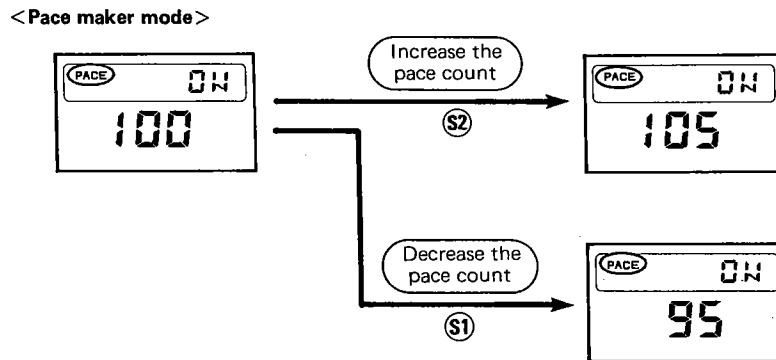 <Pace maker mode>
PACE ON
100
Increase the
pace count
S2
PACE ON
105
Decrease the
pace count
S1
PACE ON
95